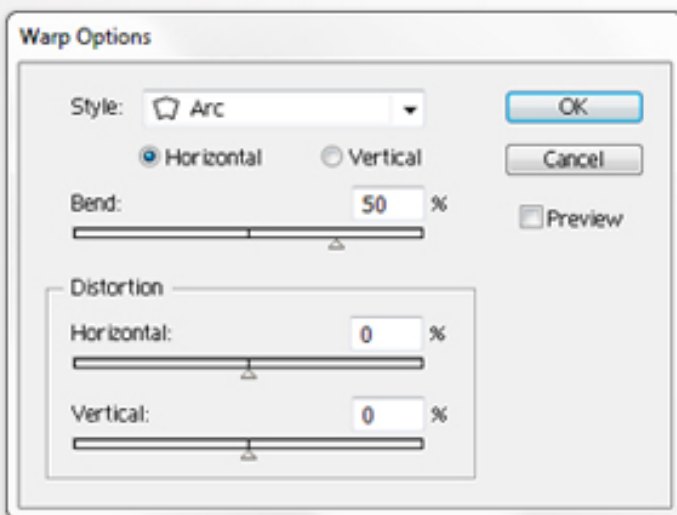 Warp Options
Style: Arc
OK
Horizontal Vertical
Cancel
Bend: 50 %
Preview
Distortion
Horizontal: 0 %
Vertical: 0 %